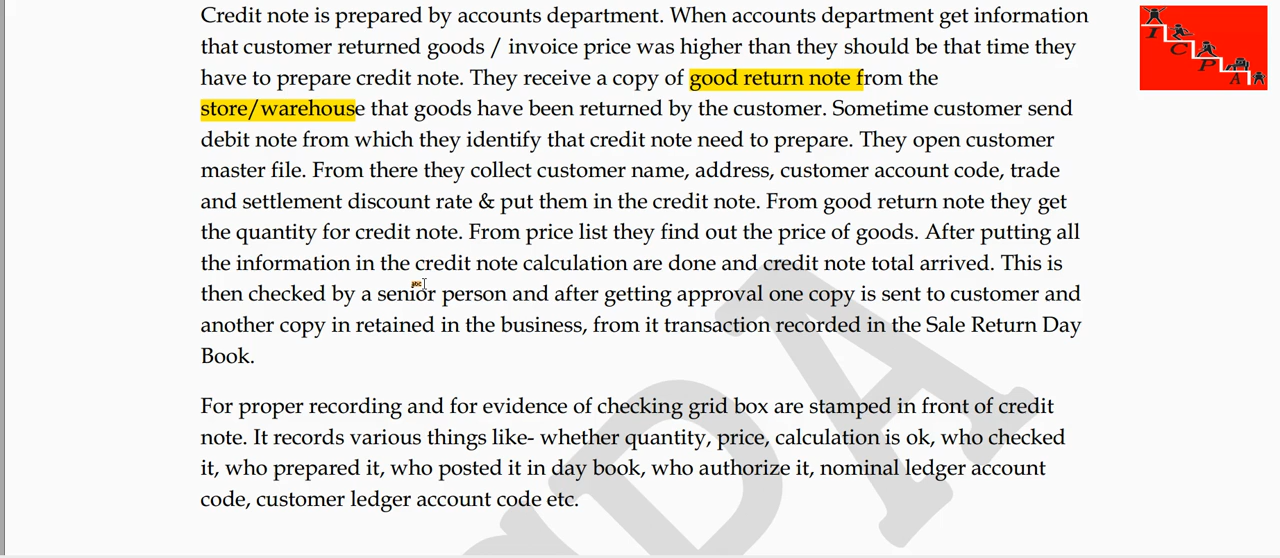 Credit note is prepared by accounts department. When accounts department get information
that customer returned goods / invoice price was higher than they should be that time they
have to prepare credit note. They receive a copy of good return note from the
store/warehouse that goods have been returned by the customer. Sometime customer send
debit note from which they identify that credit note need to prepare. They open customer
master file. From there they collect customer name, address, customer account code, trade
and settlement discount rate & put them in the credit note. From good return note they get
the quantity for credit note. From price list they find out the price of goods. After putting all
the information in the credit note calculation are done and credit note total arrived. This is
then checked by a senior person and after getting approval one copy is sent to customer and
another copy in retained in the business, from it transaction recorded in the Sale Return Day
Book.
For proper recording and for evidence of checking grid box are stamped in front of credit
note. It records various things like- whether quantity, price, calculation is ok, who checked
it, who prepared it, who posted it in day book, who authorize it, nominal ledger account
code, customer ledger account code etc.
I C P A
DA